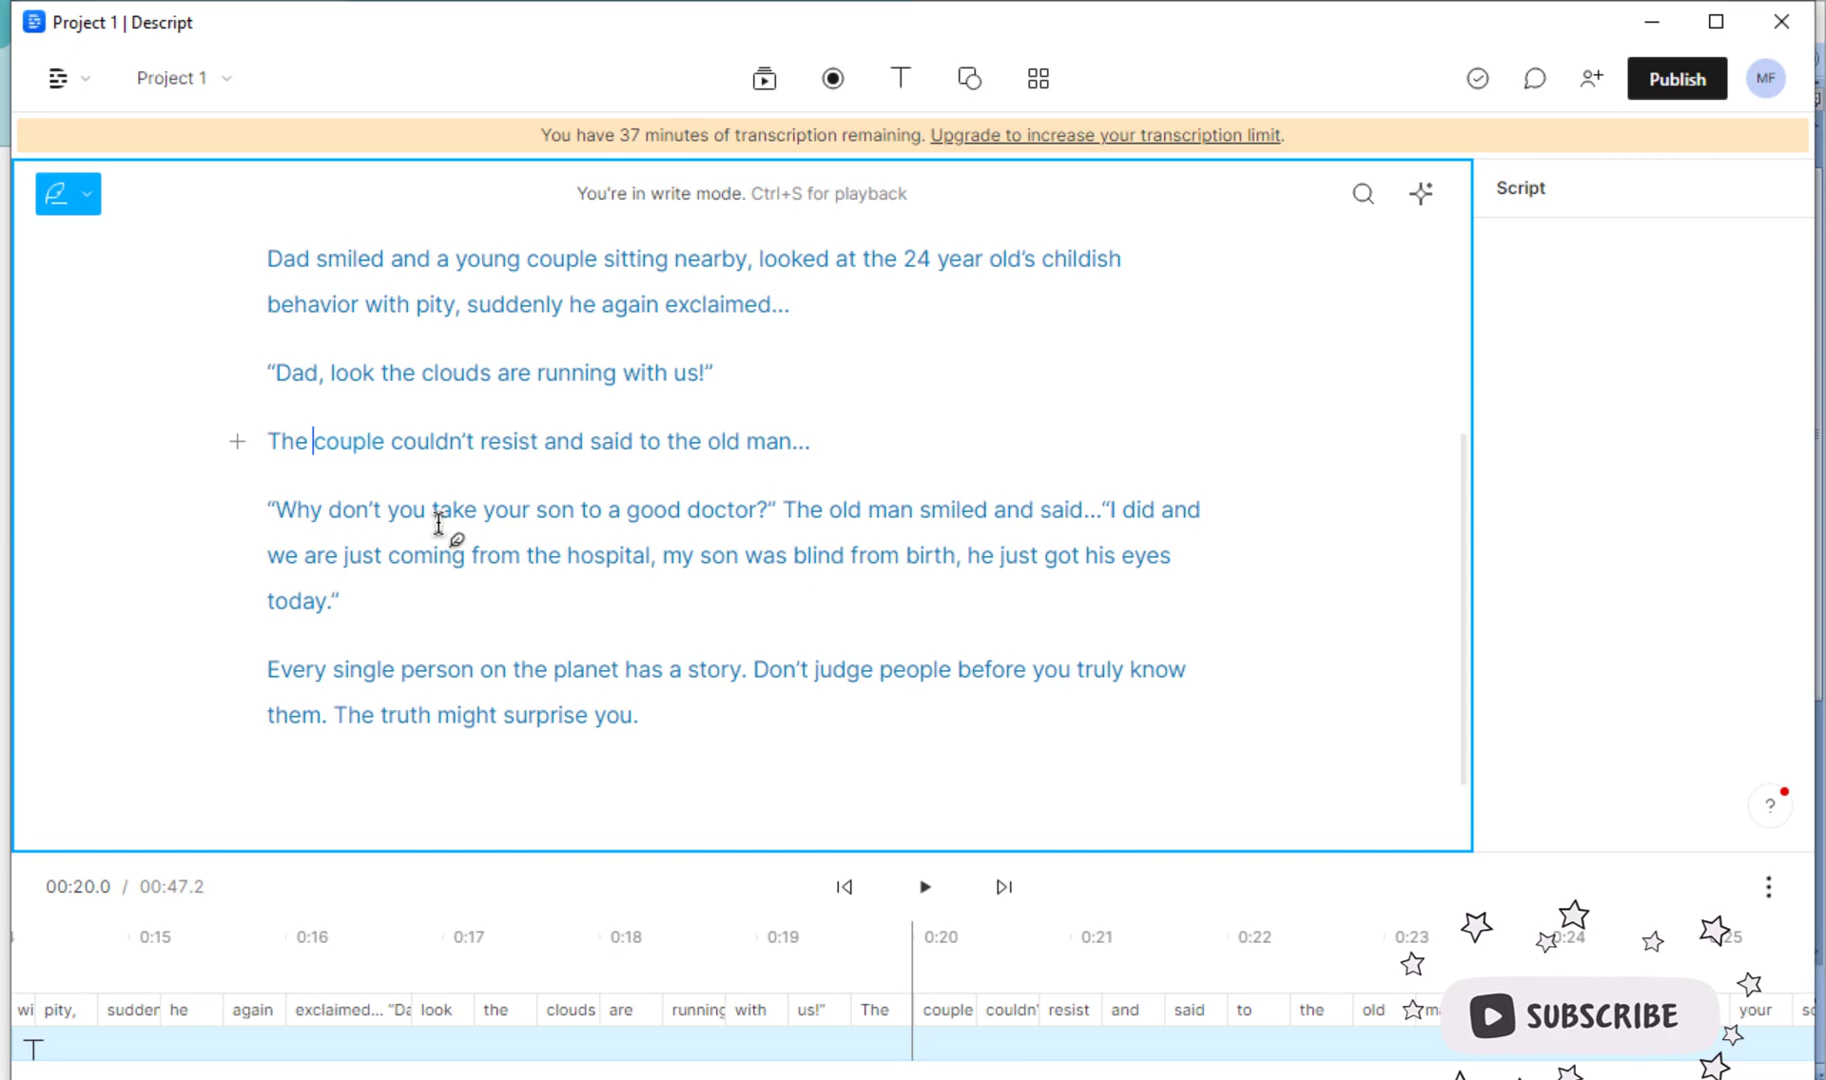 Project 1 | Descript
Project 1
Publish
MF
You have 37 minutes of transcription remaining. Upgrade to increase your transcription limit.
You're in write mode. Ctrl+S for playback
Script
Dad smiled and a young couple sitting nearby, looked at the 24 year old’s childish
behavior with pity, suddenly he again exclaimed...
“Dad, look the clouds are running with us!”
The couple couldn’t resist and said to the old man...
“Why don’t you take your son to a good doctor?” The old man smiled and said...“I did and
we are just coming from the hospital, my son was blind from birth, he just got his eyes
today.”
Every single person on the planet has a story. Don’t judge people before you truly know
them. The truth might surprise you.
?
00:20.0 / 00:47.2
0:15 0:16 0:17 0:18 0:19 0:20 0:21 0:22 0:23 0:24 25
wi pity, sudder he again exclaimed... “Da look the clouds are running with us!” The couple couldn' resist and said to the old your
SUBSCRIBE